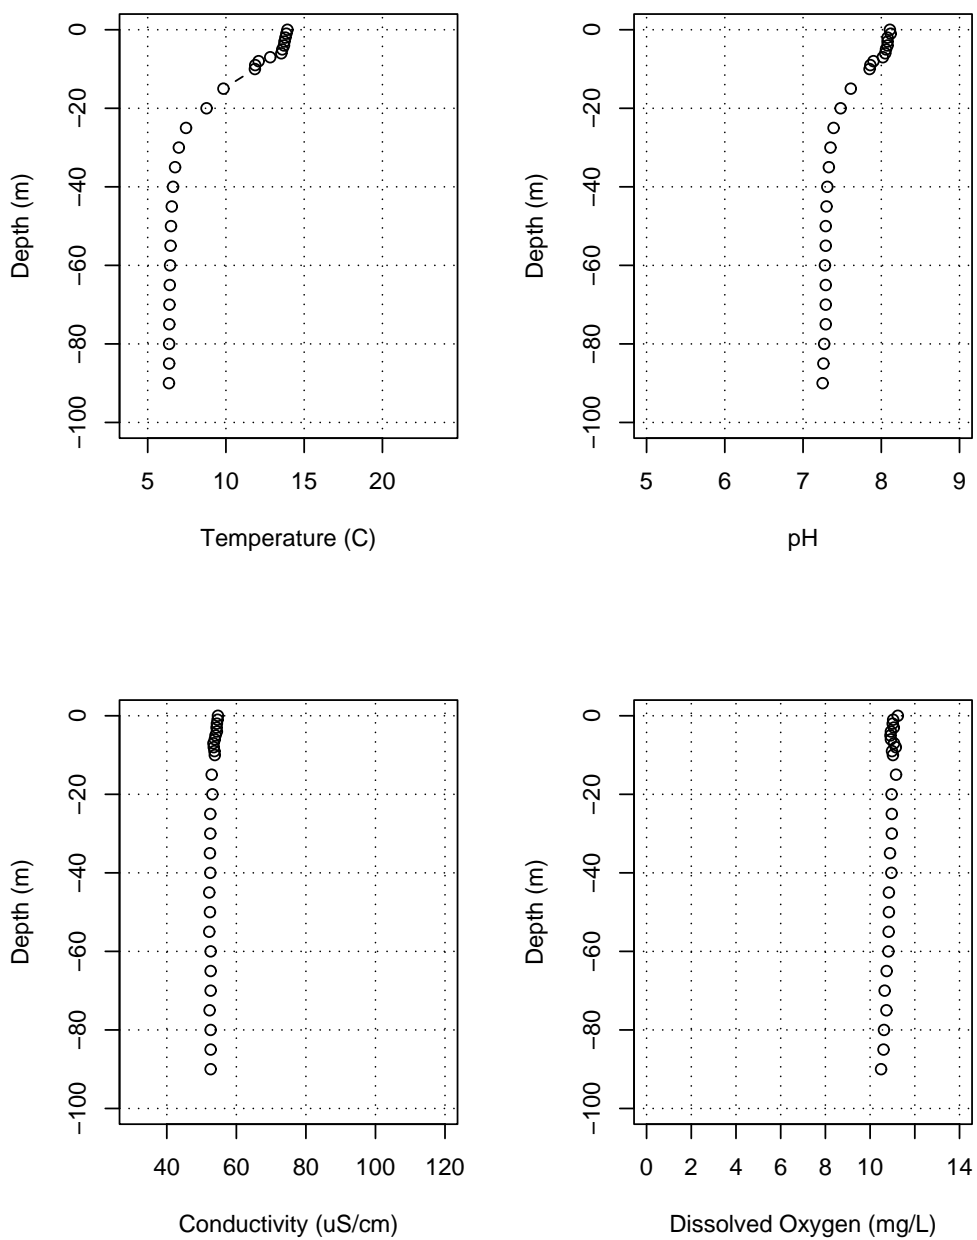 0
−20
−40
−60
−80
−100
Depth (m)
5 10 15 20
Temperature (C)
0
−20
−40
−60
−80
−100
Depth (m)
5 6 7 8 9
pH
0
−20
−40
−60
−80
−100
Depth (m)
40 60 80 100 120
Conductivity (uS/cm)
0
−20
−40
−60
−80
−100
Depth (m)
0 2 4 6 8 10 14
Dissolved Oxygen (mg/L)